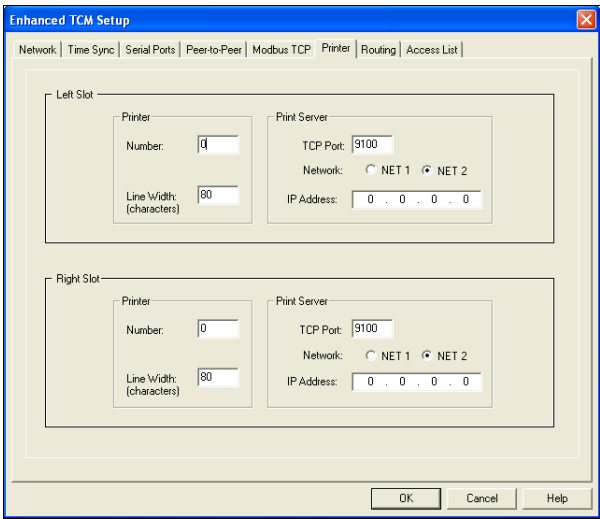 Enhanced TCM Setup
Network Time Sync Serial Ports Peer-to-Peer Modbus TCP Printer Routing Access List
Left Slot
Printer Print Server
Number: 0 TCP Port: 9100
Network: NET 1 NET 2
Line Width: 80 IP Address: 0 . 0 . 0 . 0
(characters)
Right Slot
Printer Print Server
Number: 0 TCP Port: 9100
Network: NET 1 NET 2
Line Width: 80 IP Address: 0 . 0 . 0 . 0
(characters)
OK Cancel Help